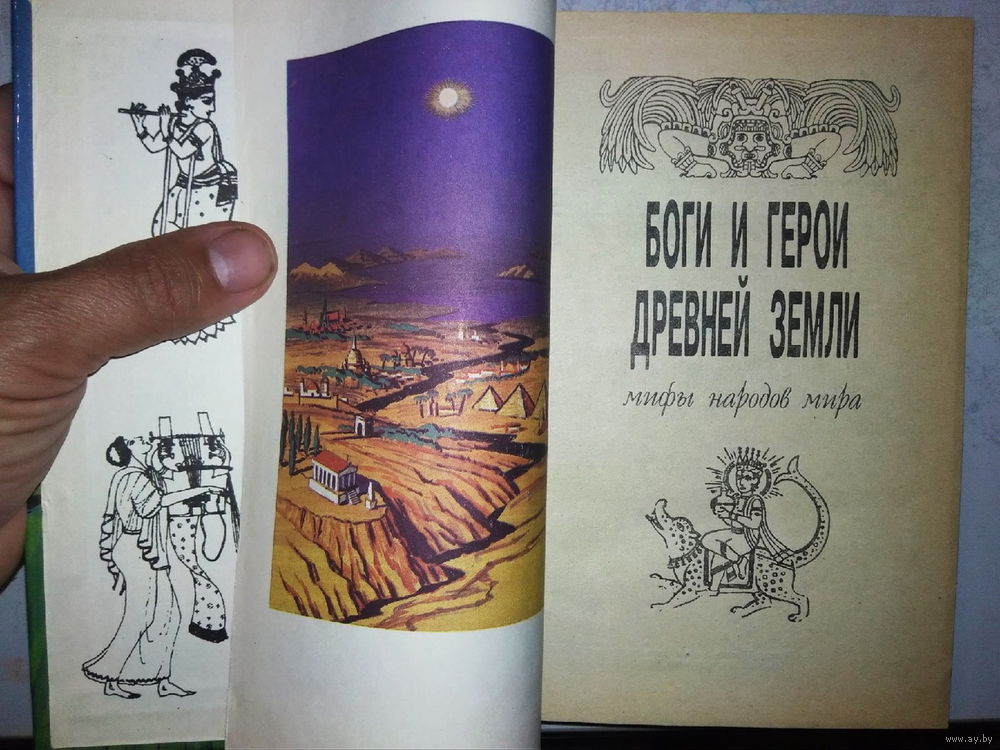 БОГИ И ГЕРОИ
ДРЕВНЕЙ ЗЕМЛИ
мифы народов мира
www.ay.by